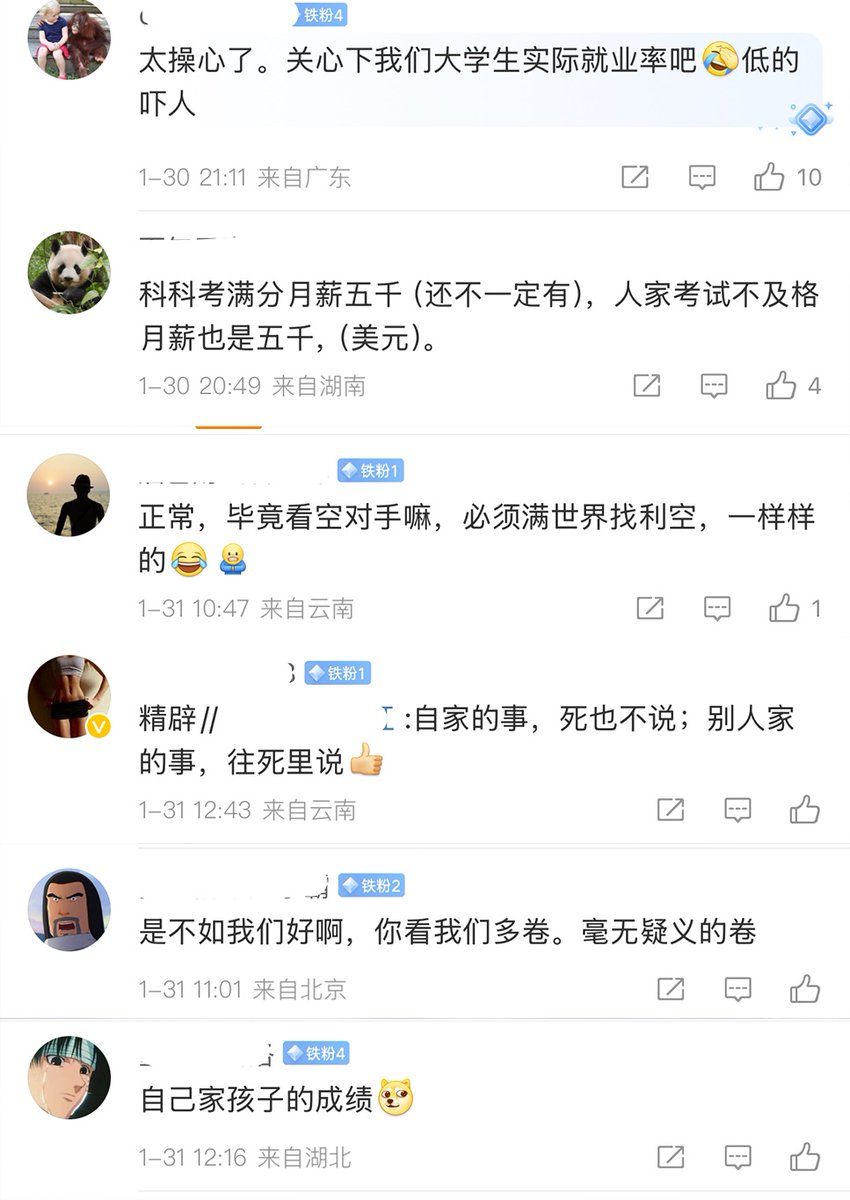 铁粉4
太操心了。关心下我们大学生实际就业率吧🤣低的
吓人
1-30 21:11 来自广东
10
科科考满分月薪五千（还不一定有），人家考试不及格
月薪也是五千，（美元）。
1-30 20:49 来自湖南
4
铁粉1
正常，毕竟看空对手嘛，必须满世界找利空，一样样
的😂
1-31 10:47 来自云南
1
铁粉1
精辟// :自家的事，死也不说；别人家
的事，往死里说👍
1-31 12:43 来自云南
铁粉2
是不如我们好啊，你看我们多卷。毫无疑义的卷
1-31 11:01 来自北京
铁粉4
自己家孩子的成绩
1-31 12:16 来自湖北